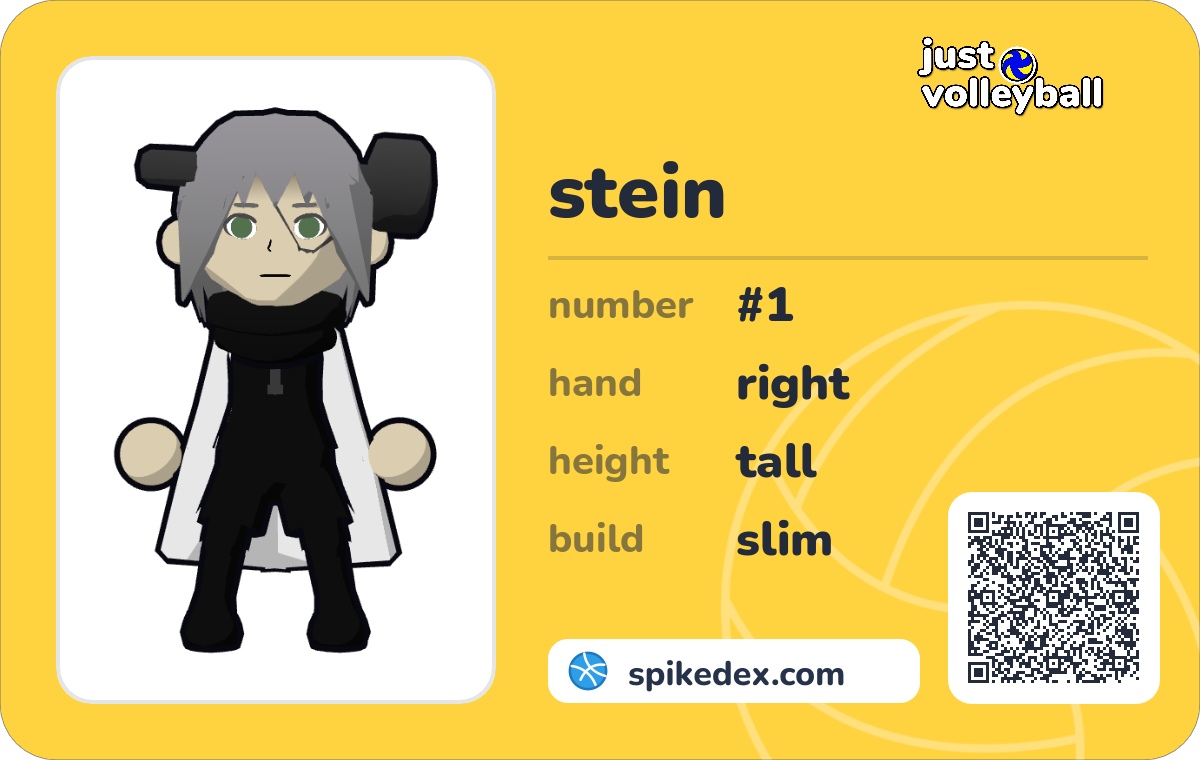 just
volleyball
stein
number #1
hand right
height tall
build slim
spikedex.com